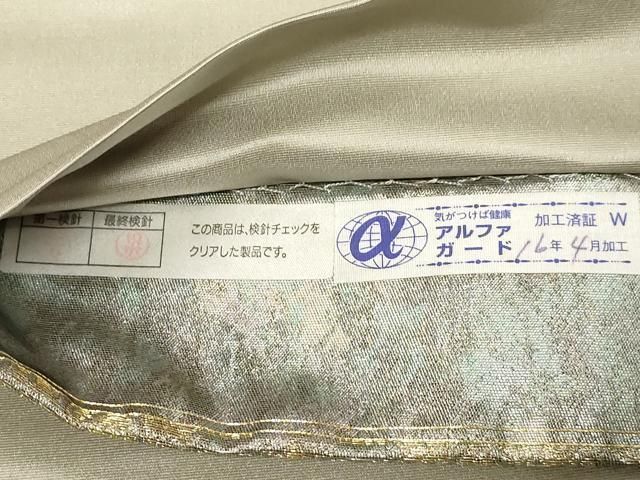 第一検針 最終検針
この商品は、検針チェックを
クリアした製品です。
α
気がつけば健康
アルファ
ガード
加工済証 W
16年4月加工